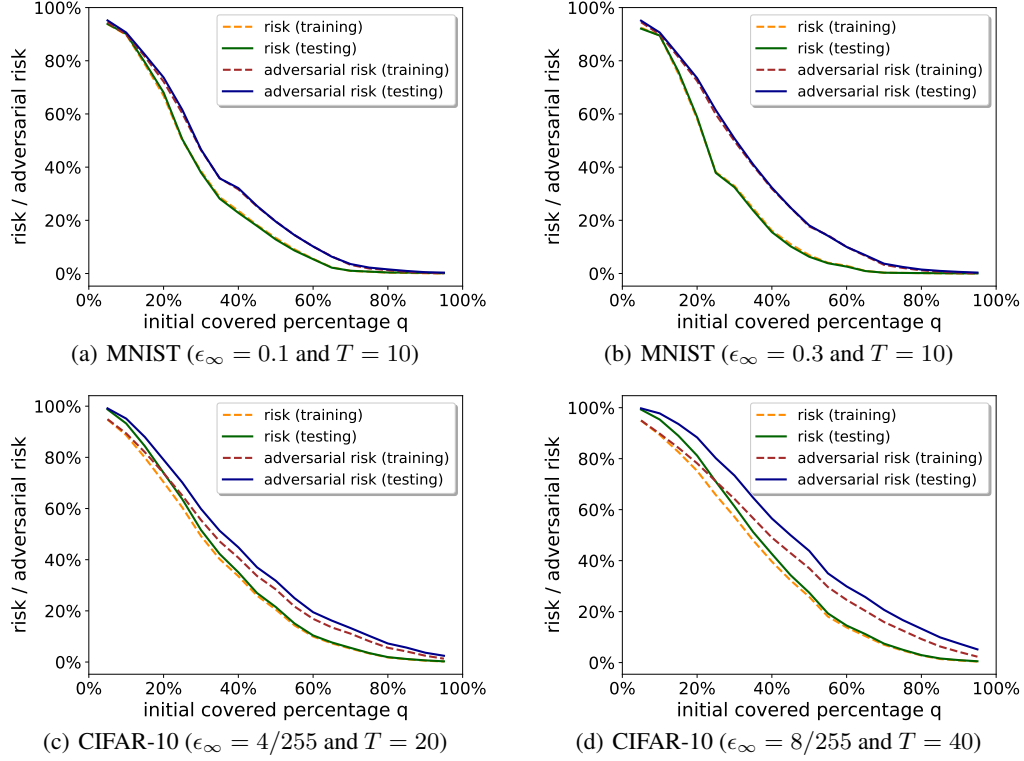 risk / adversarial risk
100%
80%
60%
40%
20%
0%
risk (training)
risk (testing)
adversarial risk (training)
adversarial risk (testing)
0% 20% 40% 60% 80% 100%
initial covered percentage q
(a) MNIST (ϵ∞ = 0.1 and T = 10)
risk / adversarial risk
100%
80%
60%
40%
20%
0%
risk (training)
risk (testing)
adversarial risk (training)
adversarial risk (testing)
0% 20% 40% 60% 80% 100%
initial covered percentage q
(b) MNIST (ϵ∞ = 0.3 and T = 10)
risk / adversarial risk
100%
80%
60%
40%
20%
0%
risk (training)
risk (testing)
adversarial risk (training)
adversarial risk (testing)
0% 20% 40% 60% 80% 100%
initial covered percentage q
(c) CIFAR-10 (ϵ∞ = 4/255 and T = 20)
risk / adversarial risk
100%
80%
60%
40%
20%
0%
risk (training)
risk (testing)
adversarial risk (training)
adversarial risk (testing)
0% 20% 40% 60% 80% 100%
initial covered percentage q
(d) CIFAR-10 (ϵ∞ = 8/255 and T = 40)